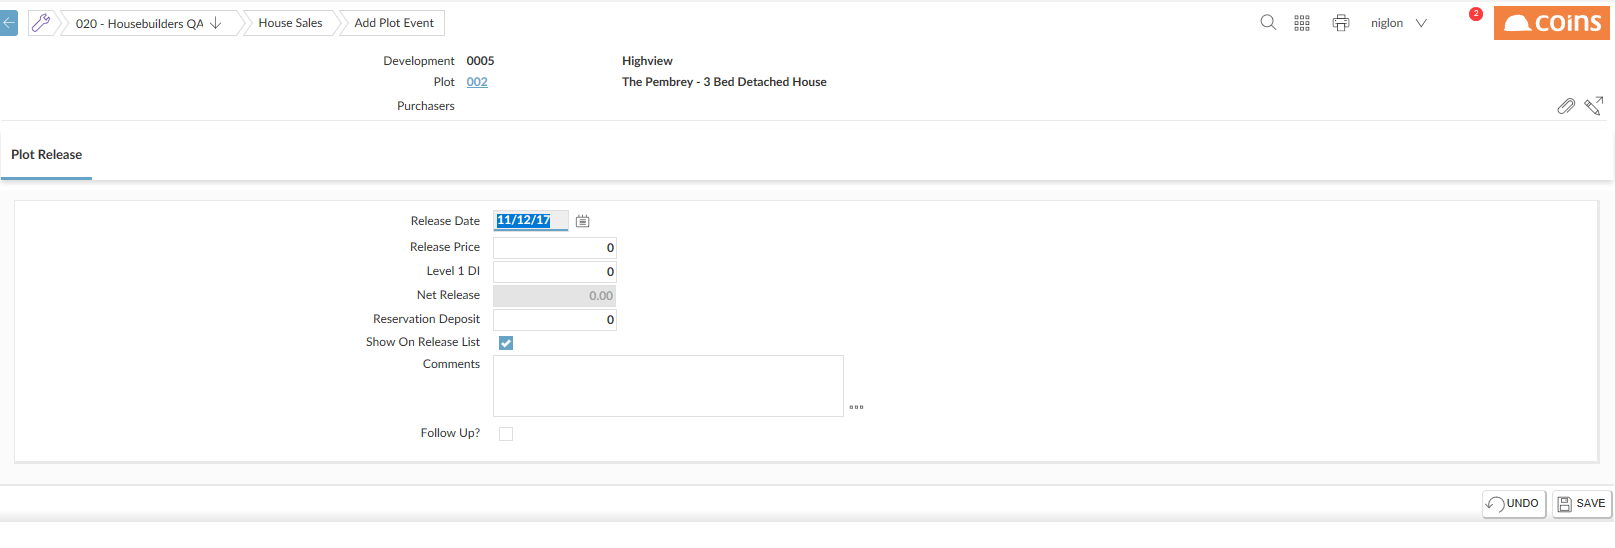 020 - Housebuilders QA House Sales Add Plot Event niglon 2 coins
Development 0005 Highview
Plot 002 The Pembrey - 3 Bed Detached House
Purchasers
Plot Release
Release Date 11/12/17
Release Price 0
Level 1 DI 0
Net Release 0.00
Reservation Deposit 0
Show On Release List
Comments
Follow Up?
UNDO SAVE